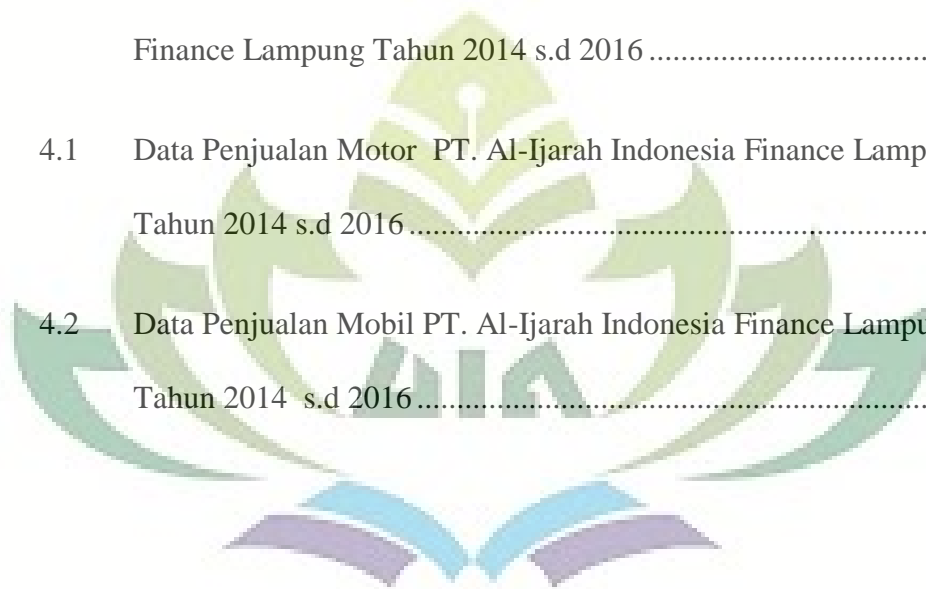 Finance Lampung Tahun 2014 s.d 2016 ..................................
4.1 Data Penjualan Motor PT. Al-Ijarah Indonesia Finance Lamp
Tahun 2014 s.d 2016 ..........................................................................
4.2 Data Penjualan Mobil PT. Al-Ijarah Indonesia Finance Lampu
Tahun 2014 s.d 2016 .........................................................................